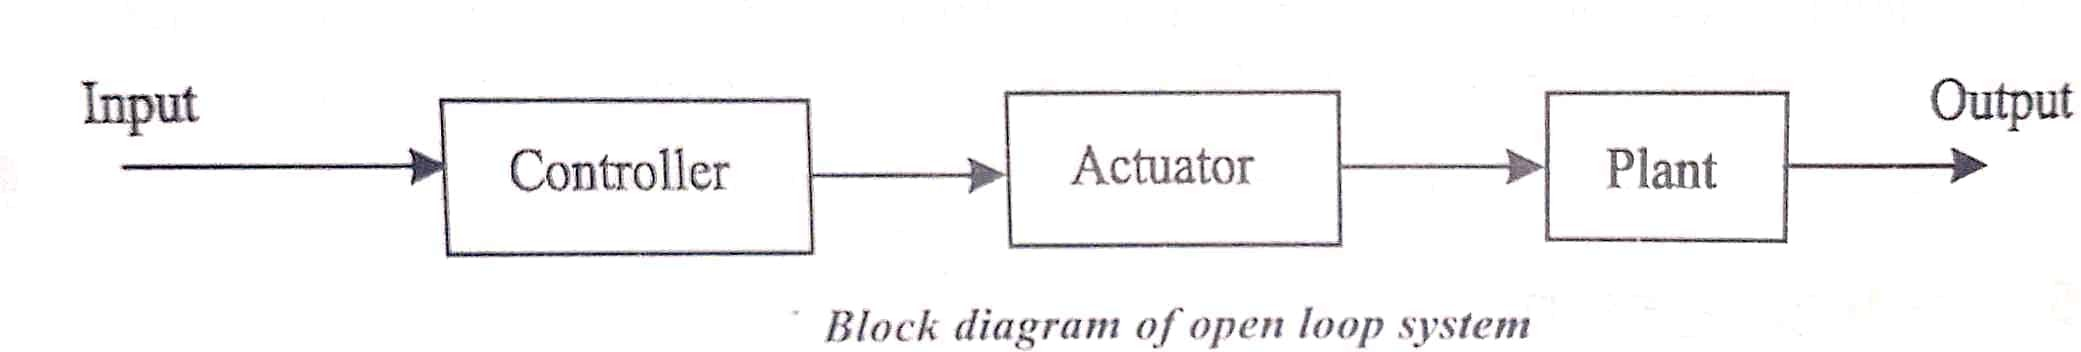 Input
Controller
Actuator
Plant
Output
Block diagram of open loop system